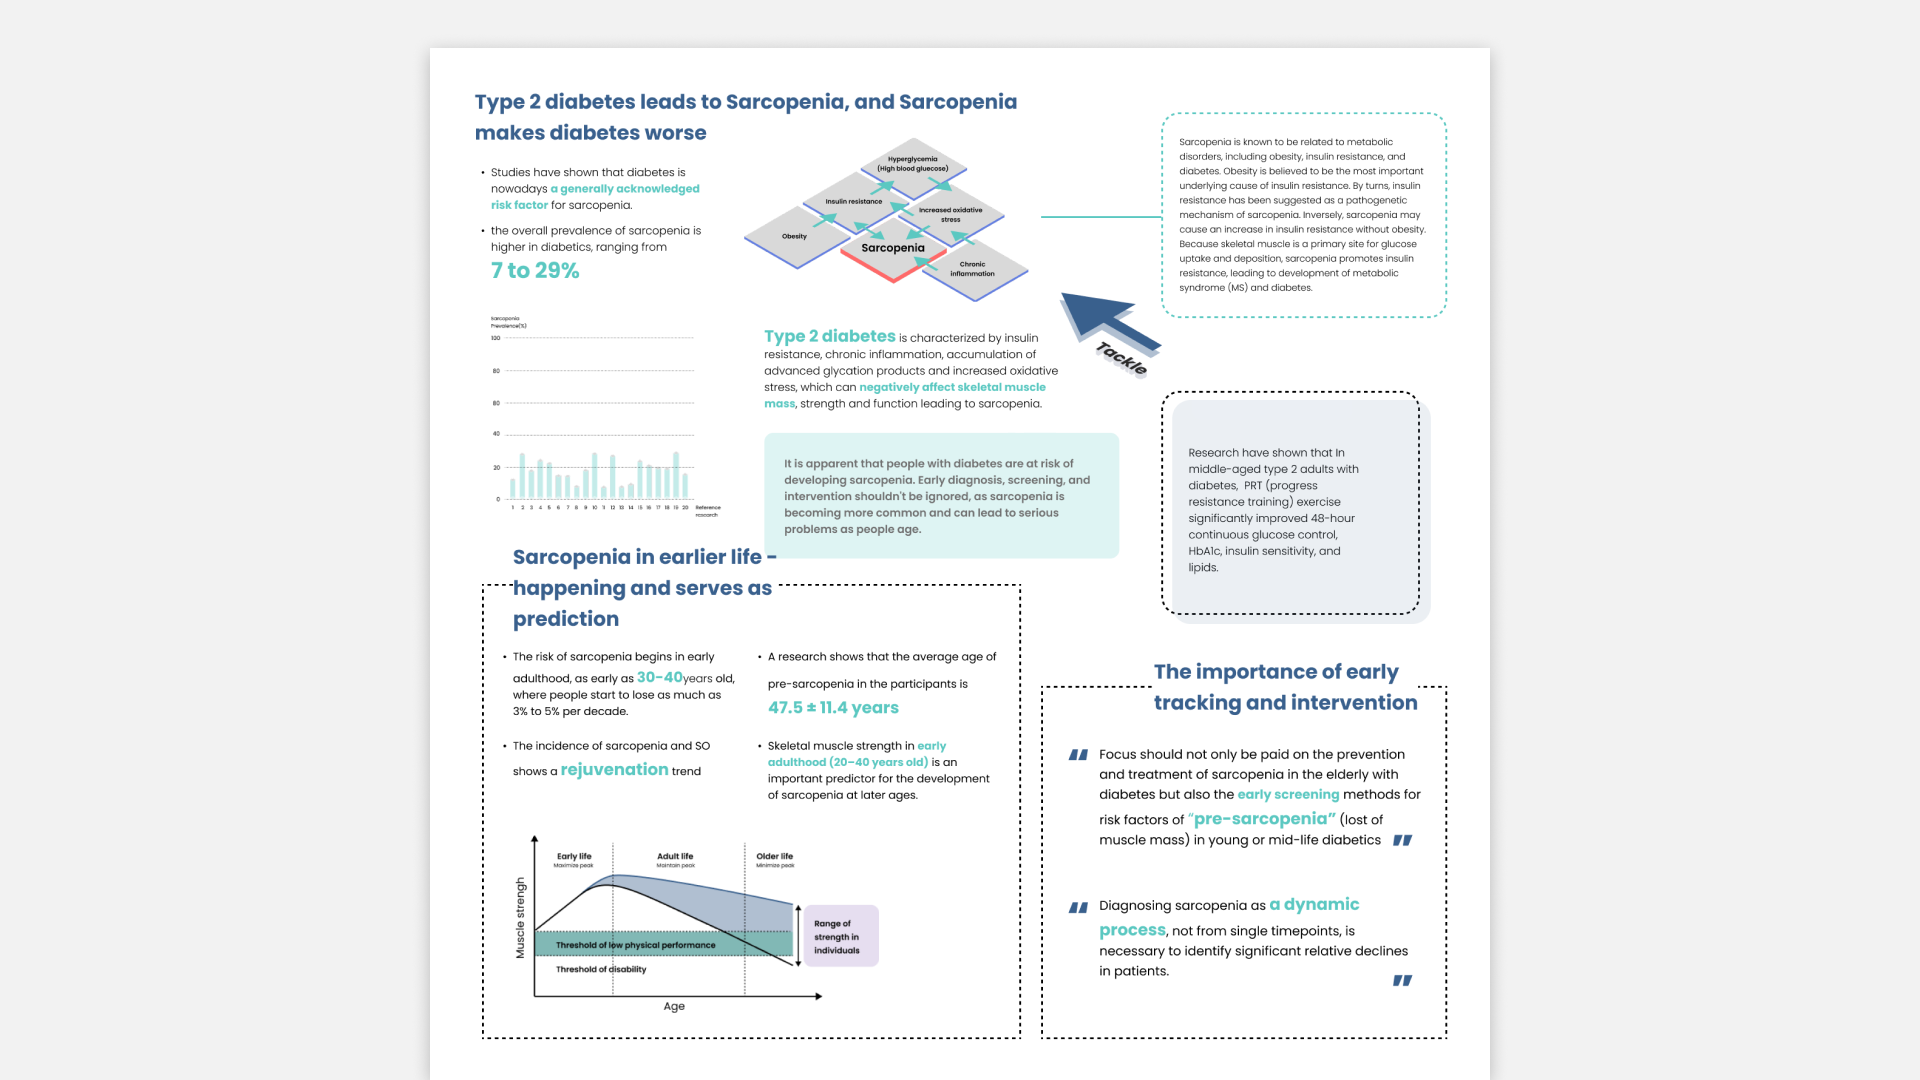 Type 2 diabetes leads to Sarcopenia, and Sarcopenia
makes diabetes worse
• Studies have shown that diabetes is
nowadays a generally acknowledged
risk factor for sarcopenia.
• the overall prevalence of sarcopenia is
higher in diabetics, ranging from
7 to 29%
Hyperglycemia
(High blood gluecose)
Insulin resistance
Increased oxidative
stress
Obesity
Sarcopenia
Chronic
inflammation
Sarcopenia is known to be related to metabolic
disorders, including obesity, insulin resistance, and
diabetes. Obesity is believed to be the most important
underlying cause of insulin resistance. By turns, insulin
resistance has been suggested as a pathogenetic
mechanism of sarcopenia. Inversely, sarcopenia may
cause an increase in insulin resistance without obesity.
Because skeletal muscle is a primary site for glucose
uptake and deposition, sarcopenia promotes insulin
resistance, leading to development of metabolic
syndrome (MS) and diabetes.
Tackle
Sarcoponia
Prevalence(%)
100
80
60
40
20
0
1 2 3 4 5 6 7 8 9 10 11 12 13 14 15 16 17 18 19 20
Reference
research
Type 2 diabetes is characterized by insulin
resistance, chronic inflammation, accumulation of
advanced glycation products and increased oxidative
stress, which can negatively affect skeletal muscle
mass, strength and function leading to sarcopenia.
It is apparent that people with diabetes are at risk of
developing sarcopenia. Early diagnosis, screening, and
intervention shouldn't be ignored, as sarcopenia is
becoming more common and can lead to serious
problems as people age.
Research have shown that In
middle-aged type 2 adults with
diabetes, PRT (progress
resistance training) exercise
significantly improved 48-hour
continuous glucose control,
HbA1c, insulin sensitivity, and
lipids.
Sarcopenia in earlier life -
happening and serves as
prediction
• The risk of sarcopenia begins in early
adulthood, as early as 30-40years old,
where people start to lose as much as
3% to 5% per decade.
• The incidence of sarcopenia and SO
shows a rejuvenation trend
• A research shows that the average age of
pre-sarcopenia in the participants is
47.5 ± 11.4 years
• Skeletal muscle strength in early
adulthood (20–40 years old) is an
important predictor for the development
of sarcopenia at later ages.
Early life
Maximize peak
Adult life
Maintain peak
Older life
Minimize peak
Muscle strengh
Threshold of low physical performance
Threshold of disability
Age
Range of
strength in
individuals
The importance of early
tracking and intervention
" Focus should not only be paid on the prevention
and treatment of sarcopenia in the elderly with
diabetes but also the early screening methods for
risk factors of “pre-sarcopenia” (lost of
muscle mass) in young or mid-life diabetics "
" Diagnosing sarcopenia as a dynamic
process, not from single timepoints, is
necessary to identify significant relative declines
in patients. "